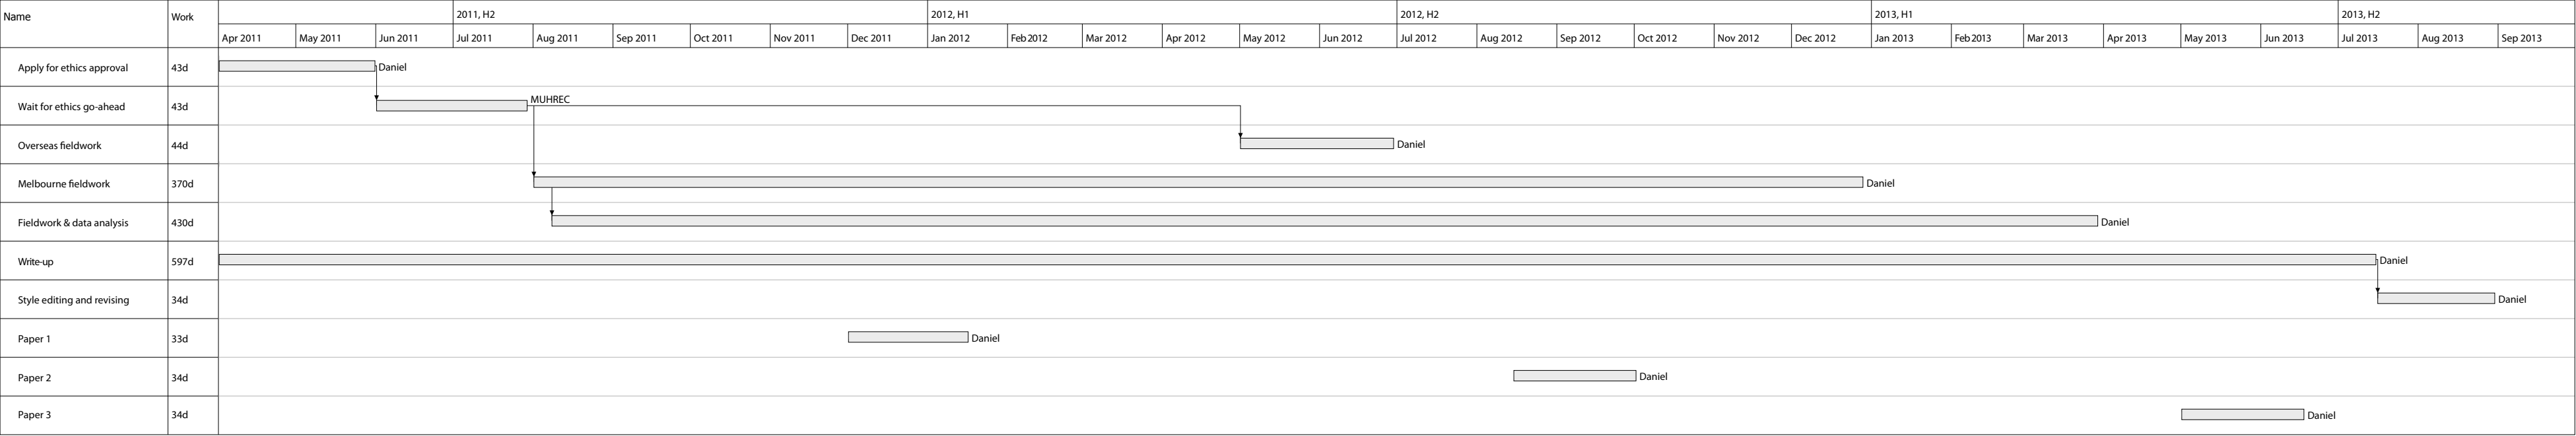 Name Work 2011, H2 2012, H1 2012, H2 2013, H1 2013, H2
Apr 2011 May 2011 Jun 2011 Jul 2011 Aug 2011 Sep 2011 Oct 2011 Nov 2011 Dec 2011 Jan 2012 Feb 2012 Mar 2012 Apr 2012 May 2012 Jun 2012 Jul 2012 Aug 2012 Sep 2012 Oct 2012 Nov 2012 Dec 2012 Jan 2013 Feb 2013 Mar 2013 Apr 2013 May 2013 Jun 2013 Jul 2013 Aug 2013 Sep 2013
Apply for ethics approval 43d Daniel
Wait for ethics go-ahead 43d MUHREC
Overseas fieldwork 44d Daniel
Melbourne fieldwork 370d Daniel
Fieldwork & data analysis 430d Daniel
Write-up 597d Daniel
Style editing and revising 34d Daniel
Paper 1 33d Daniel
Paper 2 34d Daniel
Paper 3 34d Daniel